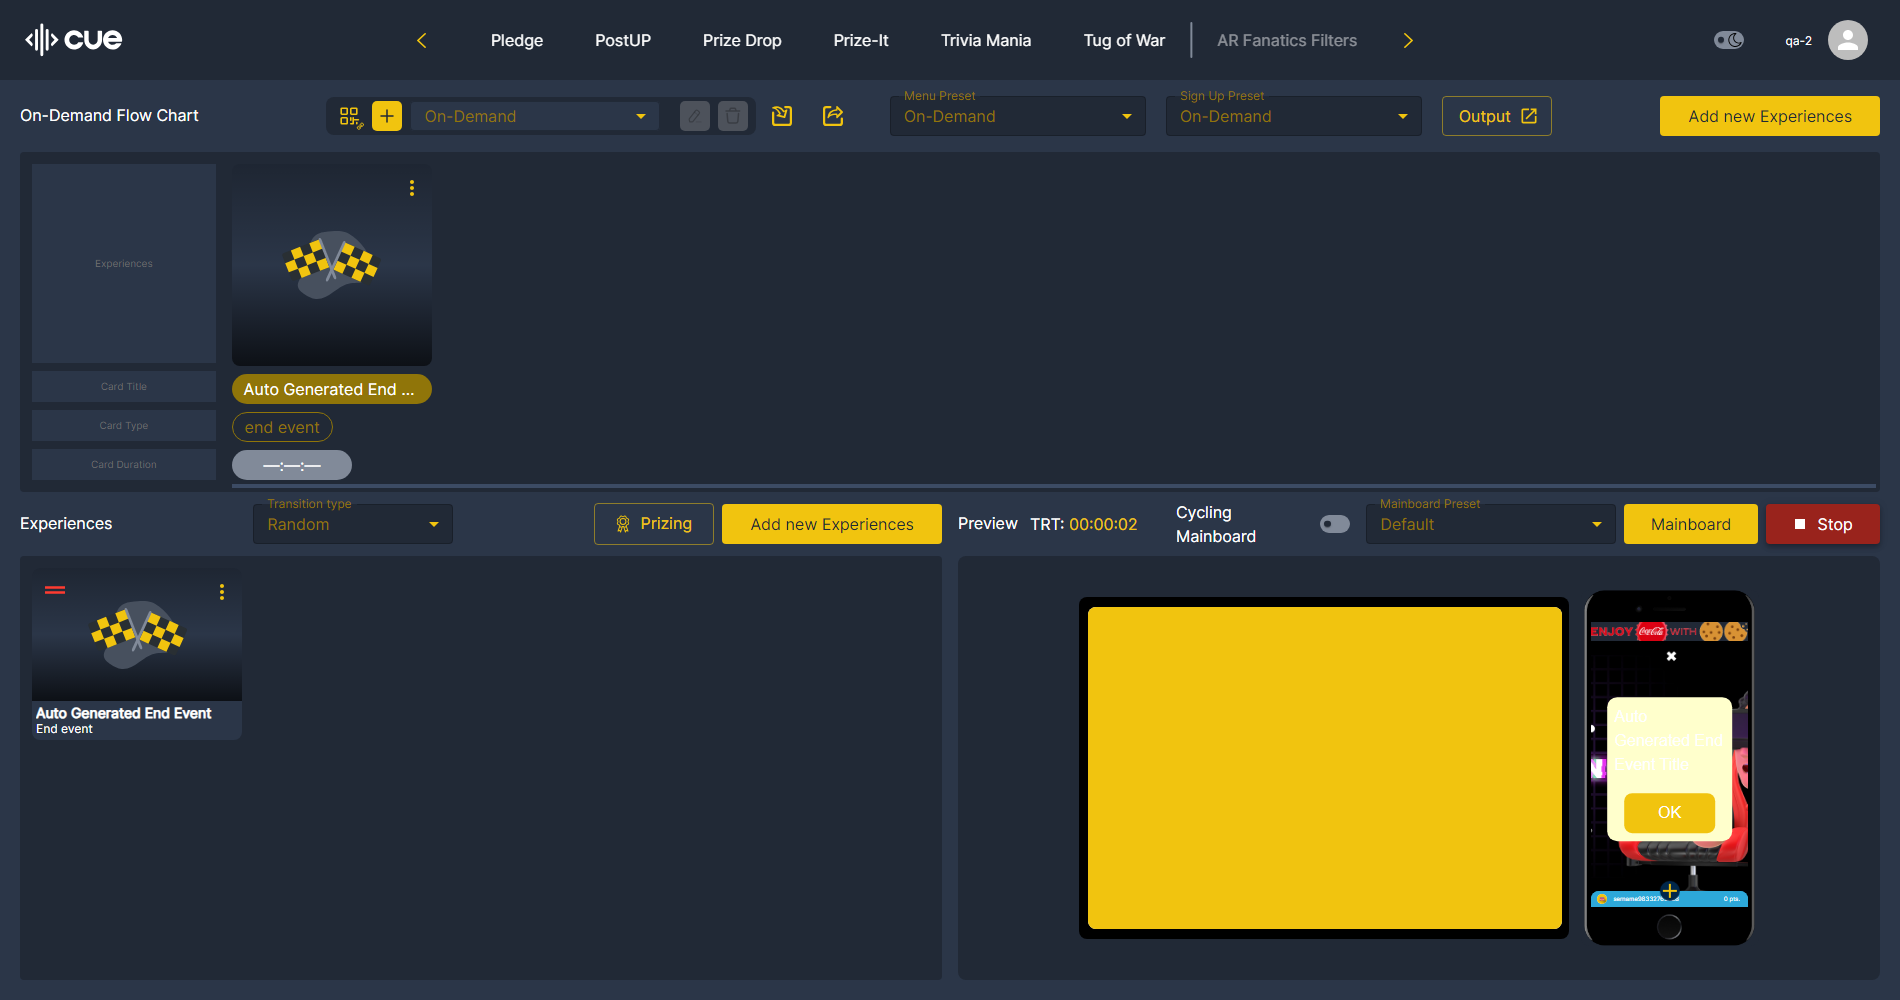 cue
Pledge
PostUP
Prize Drop
Prize-It
Trivia Mania
Tug of War
AR Fanatics Filters
qa-2
On-Demand Flow Chart
On-Demand
Menu Preset
On-Demand
Sign Up Preset
On-Demand
Output
Add new Experiences
Experiences
Card Title
Card Type
Card Duration
Auto Generated End ...
end event
—:—:—
Experiences
Transition type
Random
Prizing
Add new Experiences
Preview
TRT: 00:00:02
Cycling
Mainboard
Mainboard Preset
Default
Mainboard
Stop
Auto Generated End Event
End event
ENJOY Coca-Cola WITH
Auto
Generated End
Event Title
OK
0 pts.